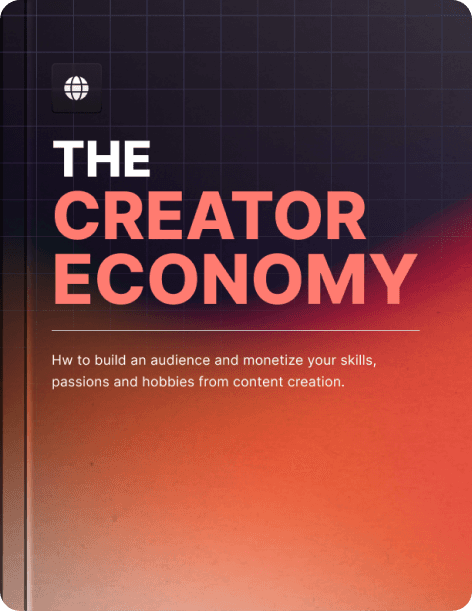 THE
CREATOR
ECONOMY
Hw to build an audience and monetize your skills,
passions and hobbies from content creation.